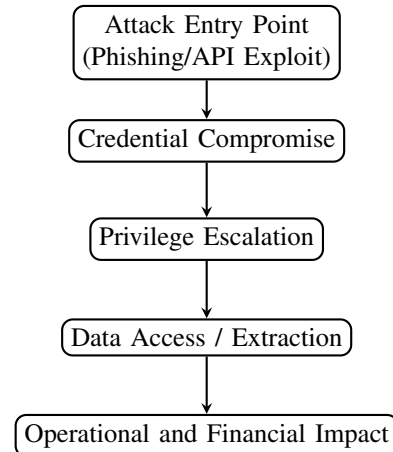 Attack Entry Point
(Phishing/API Exploit)
Credential Compromise
Privilege Escalation
Data Access / Extraction
Operational and Financial Impact